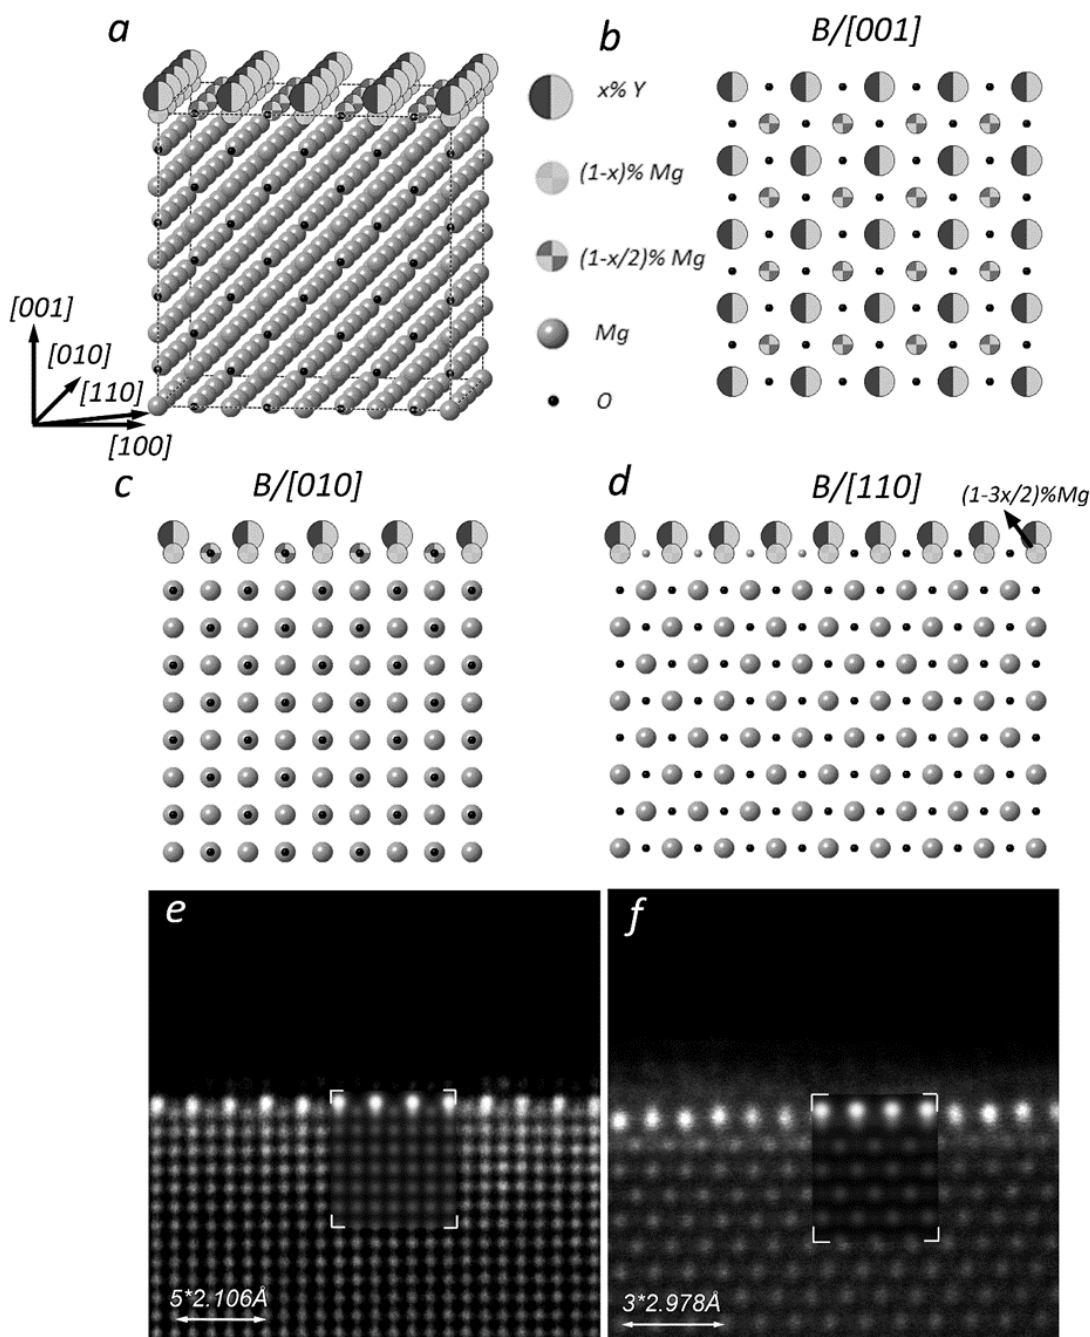 a
b
B/[001]
x% Y
(1-x)% Mg
(1-x/2)% Mg
Mg
O
[001]
[010]
[110]
[100]
c
B/[010]
d
B/[110]
(1-3x/2)%Mg
e
f
5*2.106Å
3*2.978Å